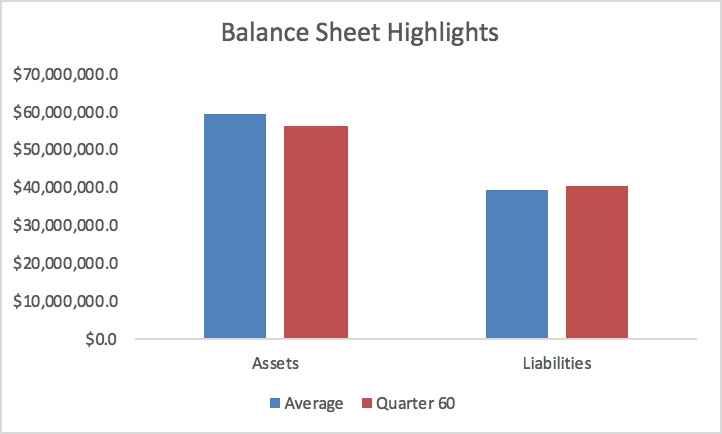 Balance Sheet Highlights
$70,000,000.0
$60,000,000.0
$50,000,000.0
$40,000,000.0
$30,000,000.0
$20,000,000.0
$10,000,000.0
$0.0
Assets Liabilities
Average Quarter 60